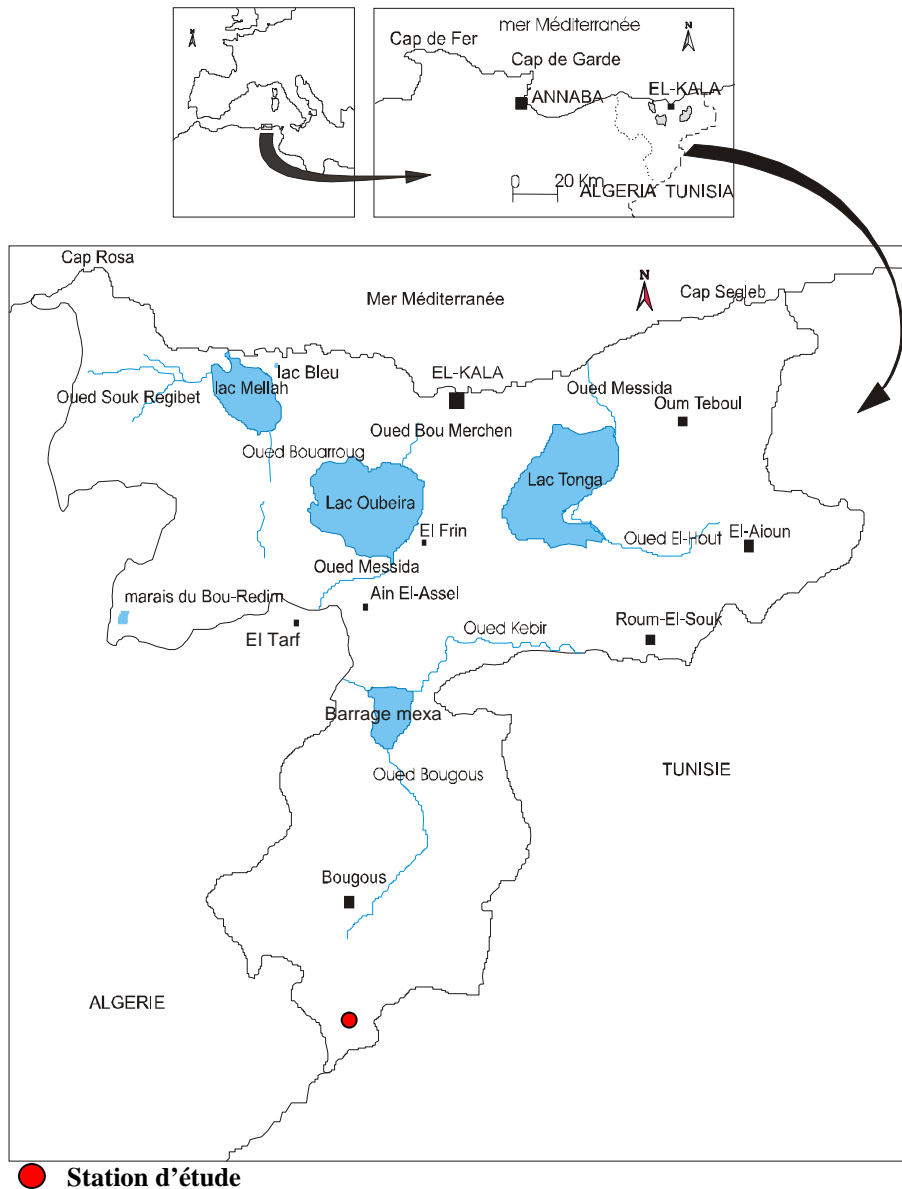 N
mer Méditerranée
N
Cap de Fer
Cap de Garde
EL-KALA
ANNABA
0 20 Km
ALGERIA TUNISIA
Cap Rosa
Mer Méditerranée
N
Cap Segleb
lac Bleu
EL-KALA
Oued Souk Regibet
lac Mellah
Oued Messida
Oum Teboul
Oued Bou Merchen
Oued Bouarroug
Lac Oubeira
Lac Tonga
El Frin
Oued El-Hout
El-Aioun
Oued Messida
marais du Bou-Redim
Ain El-Assel
El Tarf
Oued Kebir
Roum-El-Souk
Barrage mexa
Oued Bougous
TUNISIE
Bougous
ALGERIE
Station d'étude